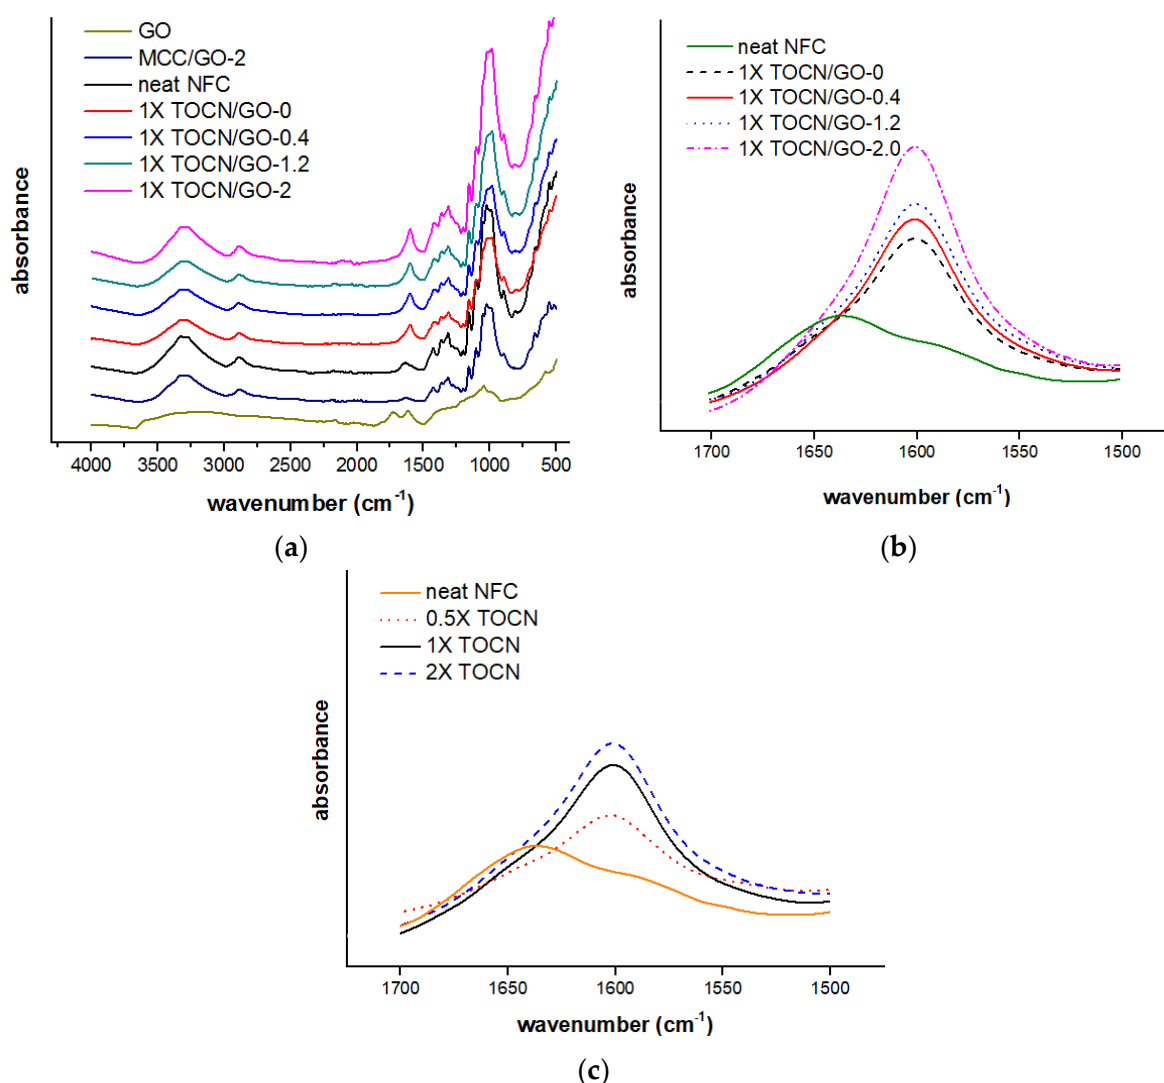 GO
MCC/GO-2
neat NFC
1X TOCN/GO-0
1X TOCN/GO-0.4
1X TOCN/GO-1.2
1X TOCN/GO-2
absorbance
4000 3500 3000 2500 2000 1500 1000 500
wavenumber (cm⁻¹)
(a)
neat NFC
1X TOCN/GO-0
1X TOCN/GO-0.4
1X TOCN/GO-1.2
1X TOCN/GO-2.0
absorbance
1700 1650 1600 1550 1500
wavenumber (cm⁻¹)
(b)
neat NFC
0.5X TOCN
1X TOCN
2X TOCN
absorbance
1700 1650 1600 1550 1500
wavenumber (cm⁻¹)
(c)